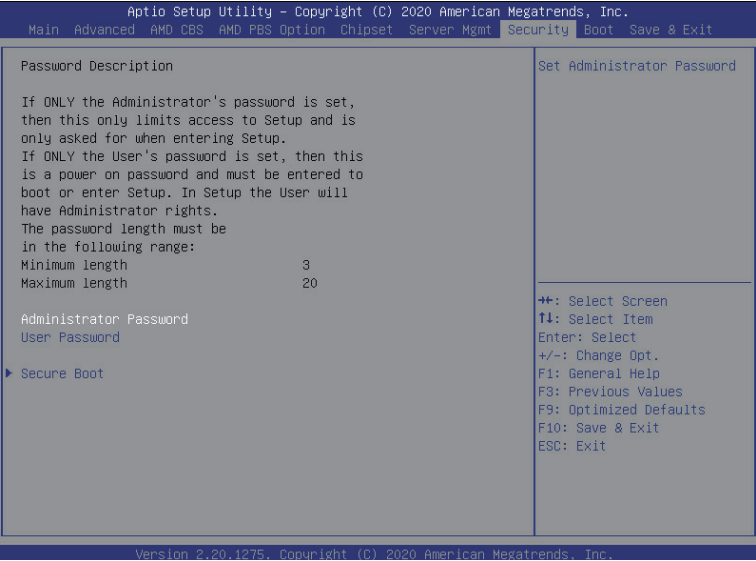 Aptio Setup Utility – Copyright (C) 2020 American Megatrends, Inc.
Main Advanced AMD CBS AMD PBS Option Chipset Server Mgmt Security Boot Save & Exit
Password Description
If ONLY the Administrator's password is set,
then this only limits access to Setup and is
only asked for when entering Setup.
If ONLY the User's password is set, then this
is a power on password and must be entered to
boot or enter Setup. In Setup the User will
have Administrator rights.
The password length must be
in the following range:
Minimum length 3
Maximum length 20
Administrator Password
User Password
Secure Boot
Set Administrator Password
→←: Select Screen
↑↓: Select Item
Enter: Select
+/-: Change Opt.
F1: General Help
F3: Previous Values
F9: Optimized Defaults
F10: Save & Exit
ESC: Exit
Version 2.20.1275. Copyright (C) 2020 American Megatrends, Inc.